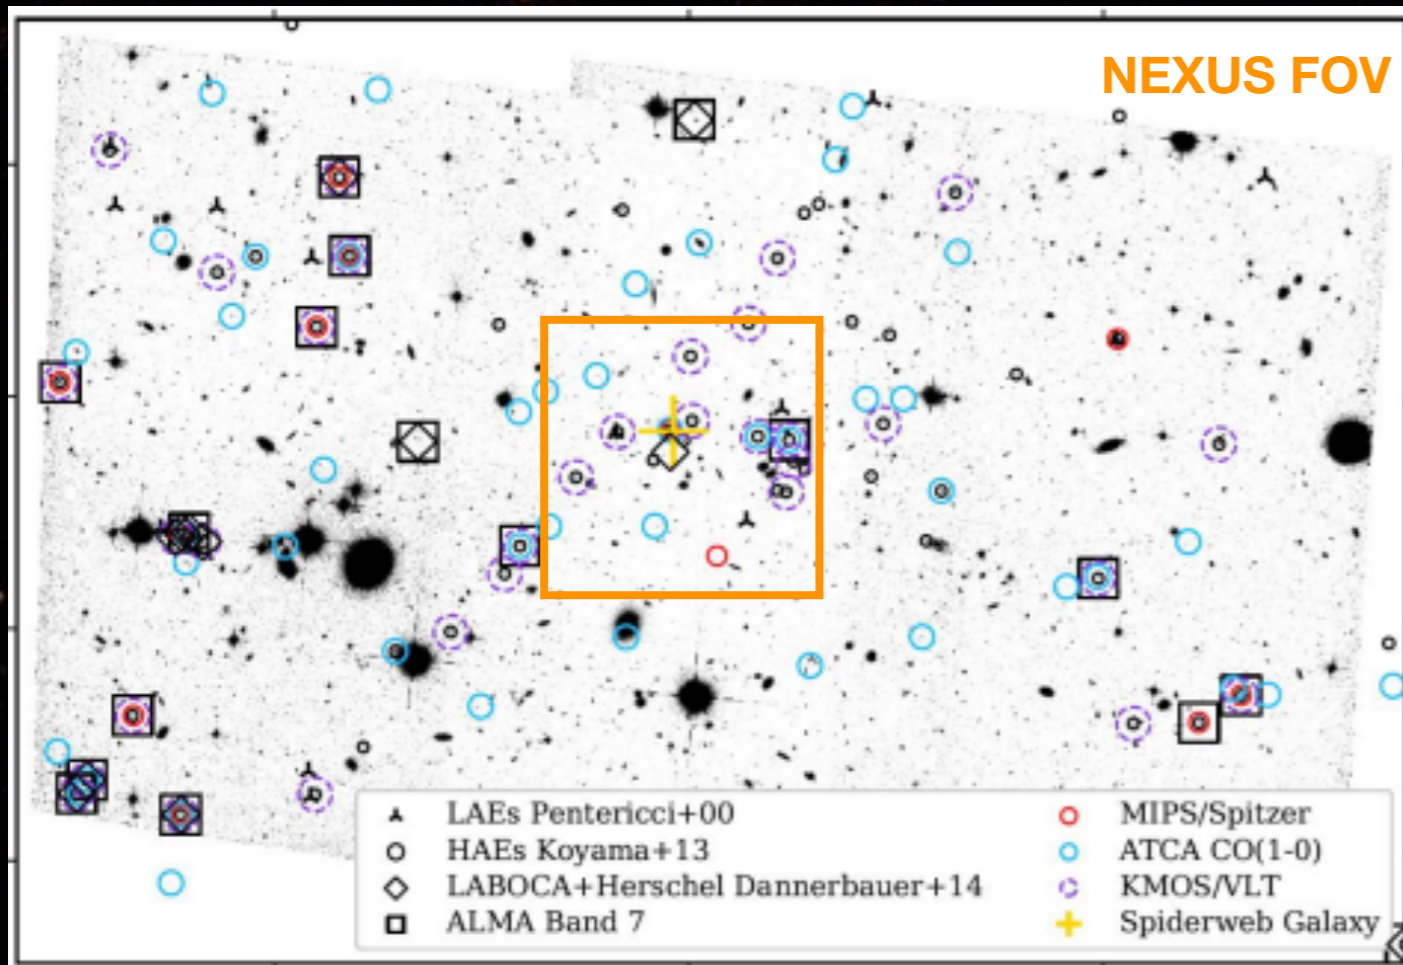 NEXUS FOV
LAEs Pentericci+00
HAEs Koyama+13
LABOCA+Herschel Dannerbauer+14
ALMA Band 7
MIPS/Spitzer
ATCA CO(1-0)
KMOS/VLT
Spiderweb Galaxy